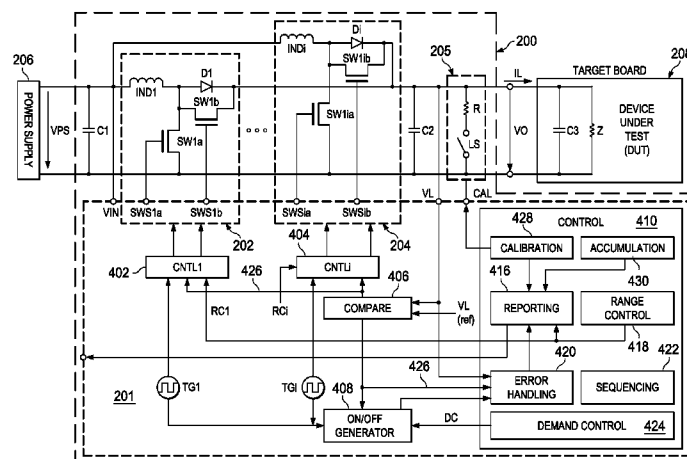 206
POWER SUPPLY
VPS
C1
IND1
D1
SW1b
SW1a
INDi
Di
SW1ib
SW1ia
C2
205
R
LS
200
IL
VO
208
TARGET BOARD
C3
Z
DEVICE
UNDER
TEST
(DUT)
VIN
SWS1a
SWS1b
202
SWSia
SWSib
204
VL
CAL
402
CNTL1
404
CNTLi
426
RC1
RCi
COMPARE
406
VL
(ref)
CONTROL
410
428
CALIBRATION
ACCUMULATION
430
416
REPORTING
RANGE
CONTROL
418
420
422
ERROR
HANDLING
SEQUENCING
426
201
TG1
TGi
408
ON/OFF
GENERATOR
DC
DEMAND CONTROL
424